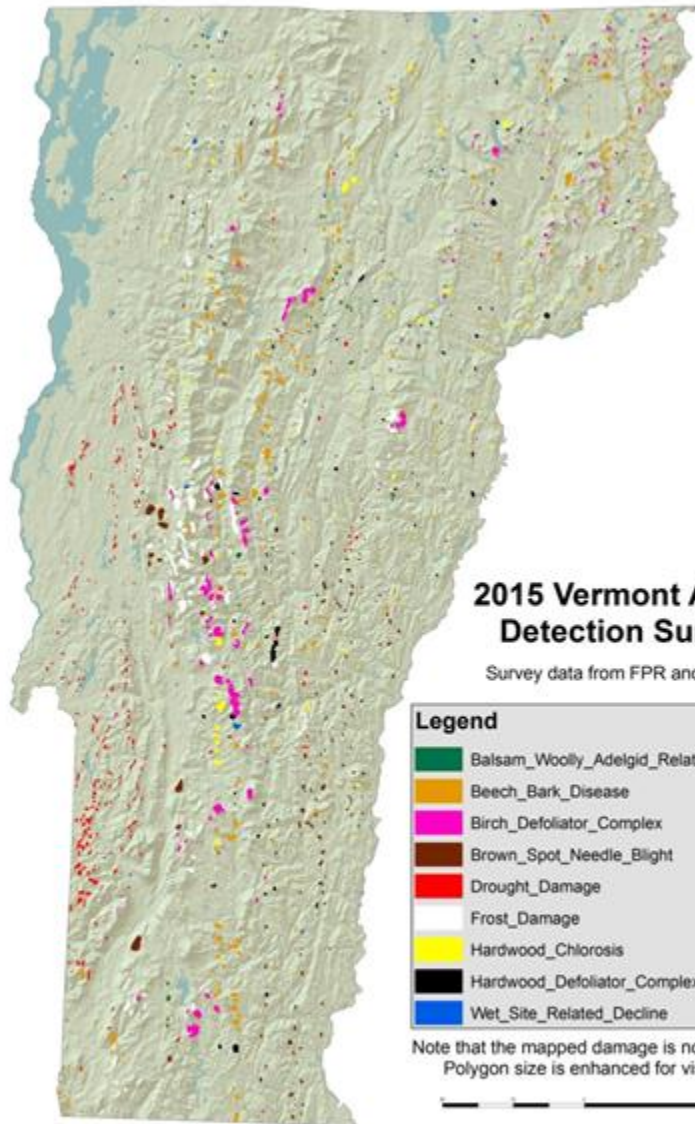 2015 Vermont A
Detection Su
Survey data from FPR and
Legend
Balsam_Woolly_Adelgid_Relat
Beech_Bark_Disease
Birch_Defoliator_Complex
Brown_Spot_Needle_Blight
Drought_Damage
Frost_Damage
Hardwood_Chlorosis
Hardwood_Defoliator_Complex
Wet_Site_Related_Decline
Note that the mapped damage is no
Polygon size is enhanced for vi